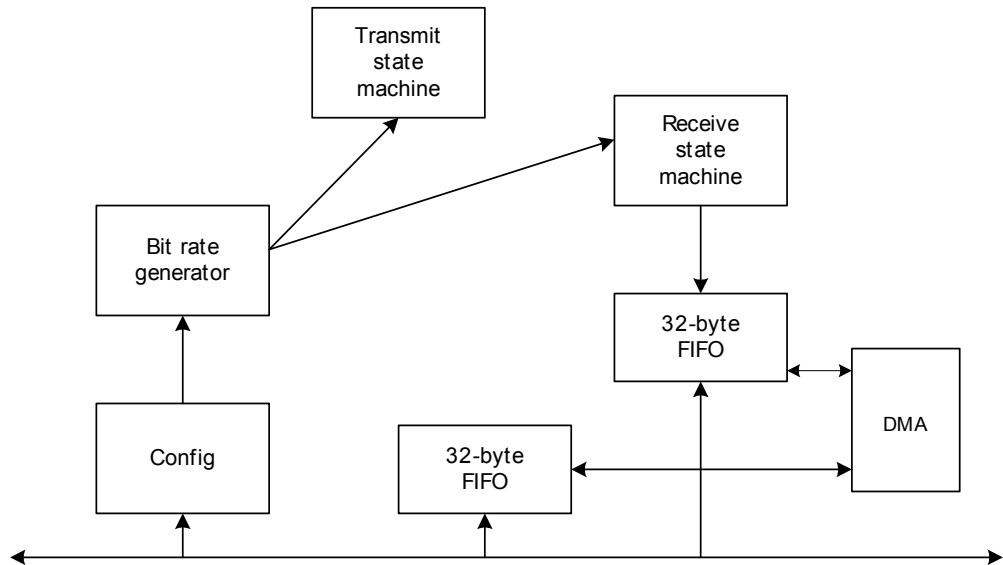 Transmit
state
machine
Receive
state
machine
Bit rate
generator
32-byte
FIFO
DMA
Config
32-byte
FIFO